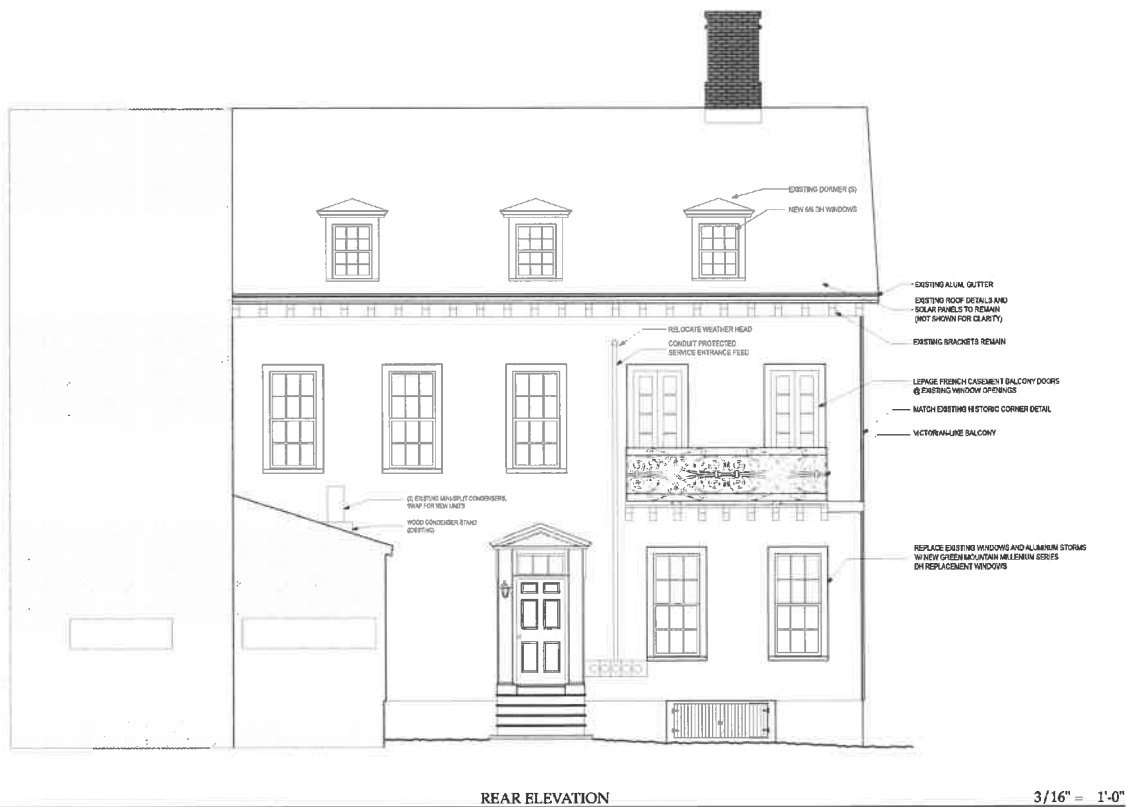 EXISTING DORMER (S)
NEW 6/6 DH WINDOWS
EXISTING ALUM. GUTTER
EXISTING ROOF DETAILS AND
SOLAR PANELS TO REMAIN
(NOT SHOWN FOR CLARITY)
EXISTING BRACKETS REMAIN
RELOCATE WEATHER HEAD
CONDUIT PROTECTED
SERVICE ENTRANCE FEED
LEPAGE FRENCH CASEMENT BALCONY DOORS
@ EXISTING WINDOW OPENINGS
MATCH EXISTING HISTORIC CORNER DETAIL
VICTORIAN-LIKE BALCONY
(2) EXISTING MINI-SPLIT CONDENSERS,
SWAP FOR NEW UNITS
WOOD CONDENSER STAND
(EXISTING)
REPLACE EXISTING WINDOWS AND ALUMINUM STORMS
W/ NEW GREEN MOUNTAIN MILLENIUM SERIES
DH REPLACEMENT WINDOWS
REAR ELEVATION
3/16" = 1'-0"